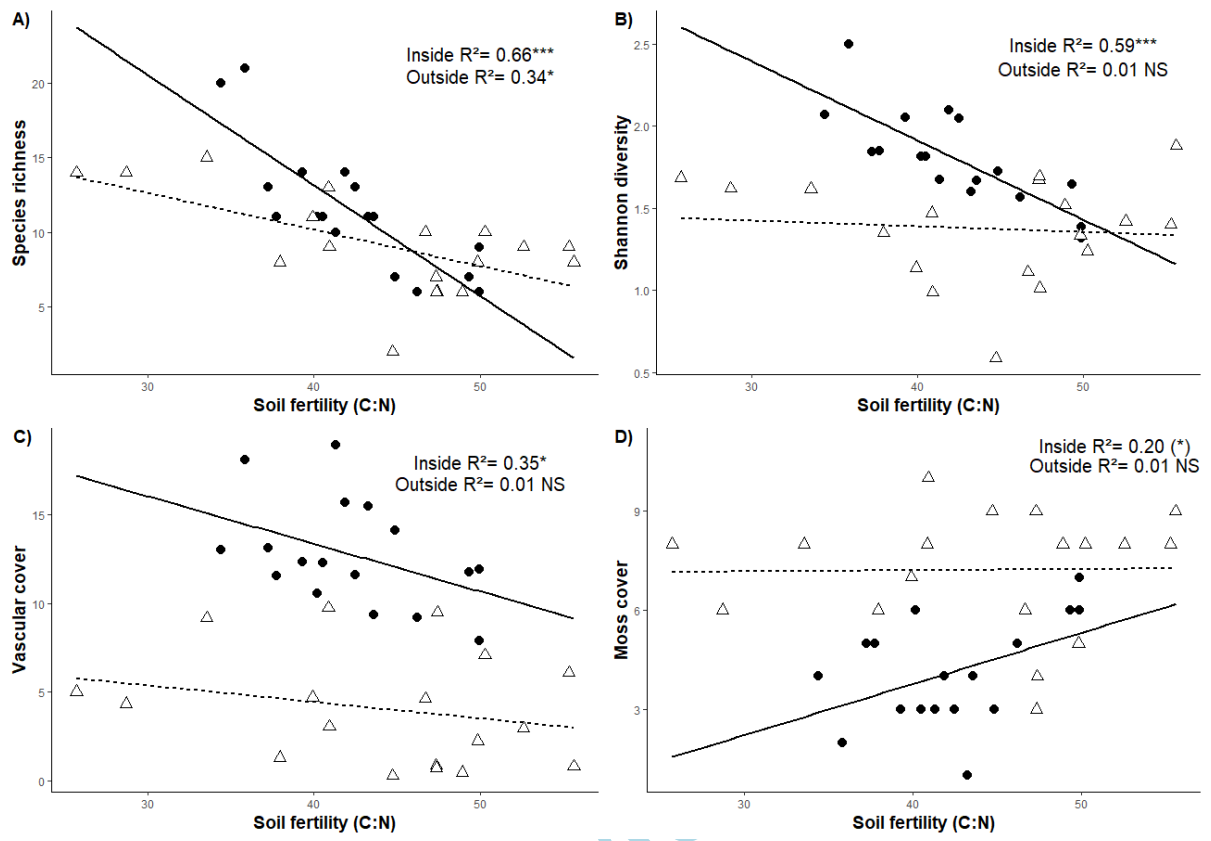 A)
Inside R²= 0.66***
Outside R²= 0.34*
Species richness
20
15
10
5
30 40 50
Soil fertility (C:N)
B)
Inside R²= 0.59***
Outside R²= 0.01 NS
Shannon diversity
2.5
2.0
1.5
1.0
0.5
30 40 50
Soil fertility (C:N)
C)
Inside R²= 0.35*
Outside R²= 0.01 NS
Vascular cover
15
10
5
0
30 40 50
Soil fertility (C:N)
D)
Inside R²= 0.20 (*)
Outside R²= 0.01 NS
Moss cover
9
6
3
30 40 50
Soil fertility (C:N)